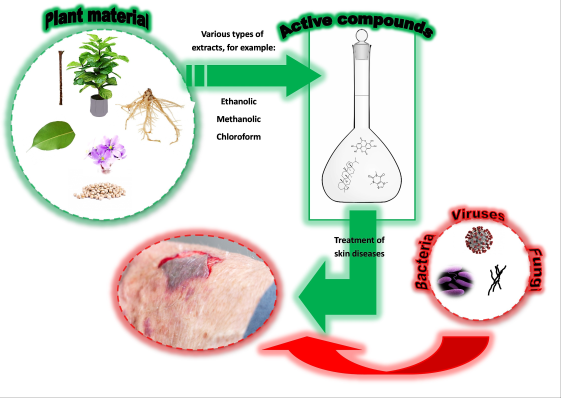 Plant material
Various types of
extracts, for example:
Ethanolic
Methanolic
Chloroform
Active compounds
Treatment of
skin diseases
Bacteria
Viruses
Fungi